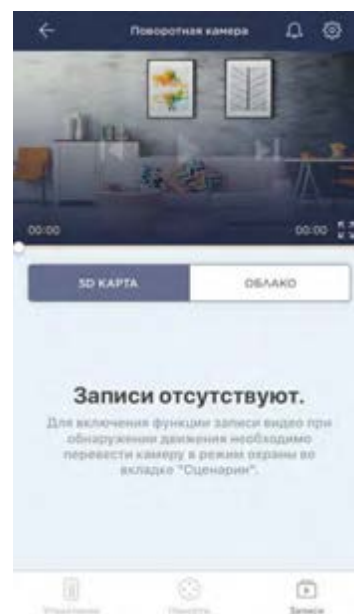 Поворотная камера
00:00
00:00
SD КАРТА
ОБЛАКО
Записи отсутствуют.
Для включения функции записи видео при
обнаружении движения необходимо
перевести камеру в режим охраны во
вкладке "Сценарии".
Записи